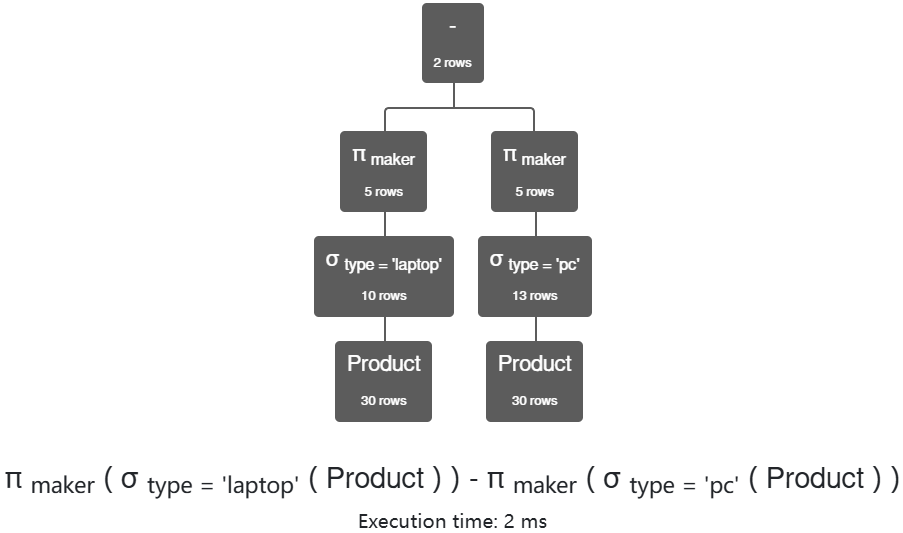 -
2 rows
π maker
5 rows
π maker
5 rows
σ type = 'laptop'
10 rows
σ type = 'pc'
13 rows
Product
30 rows
Product
30 rows
π maker ( σ type = 'laptop' ( Product ) ) - π maker ( σ type = 'pc' ( Product ) )
Execution time: 2 ms